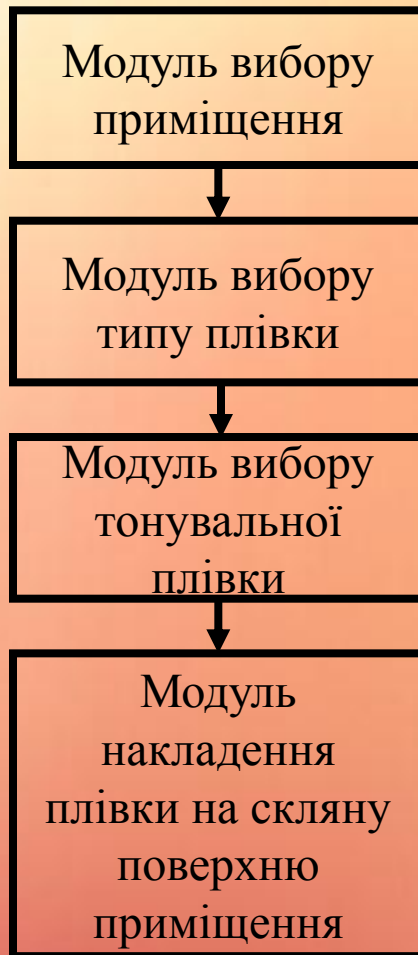 Модуль вибору
приміщення
Модуль вибору
типу плівки
Модуль вибору
тонувальної
плівки
Модуль
накладення
плівки на скляну
поверхню
приміщення